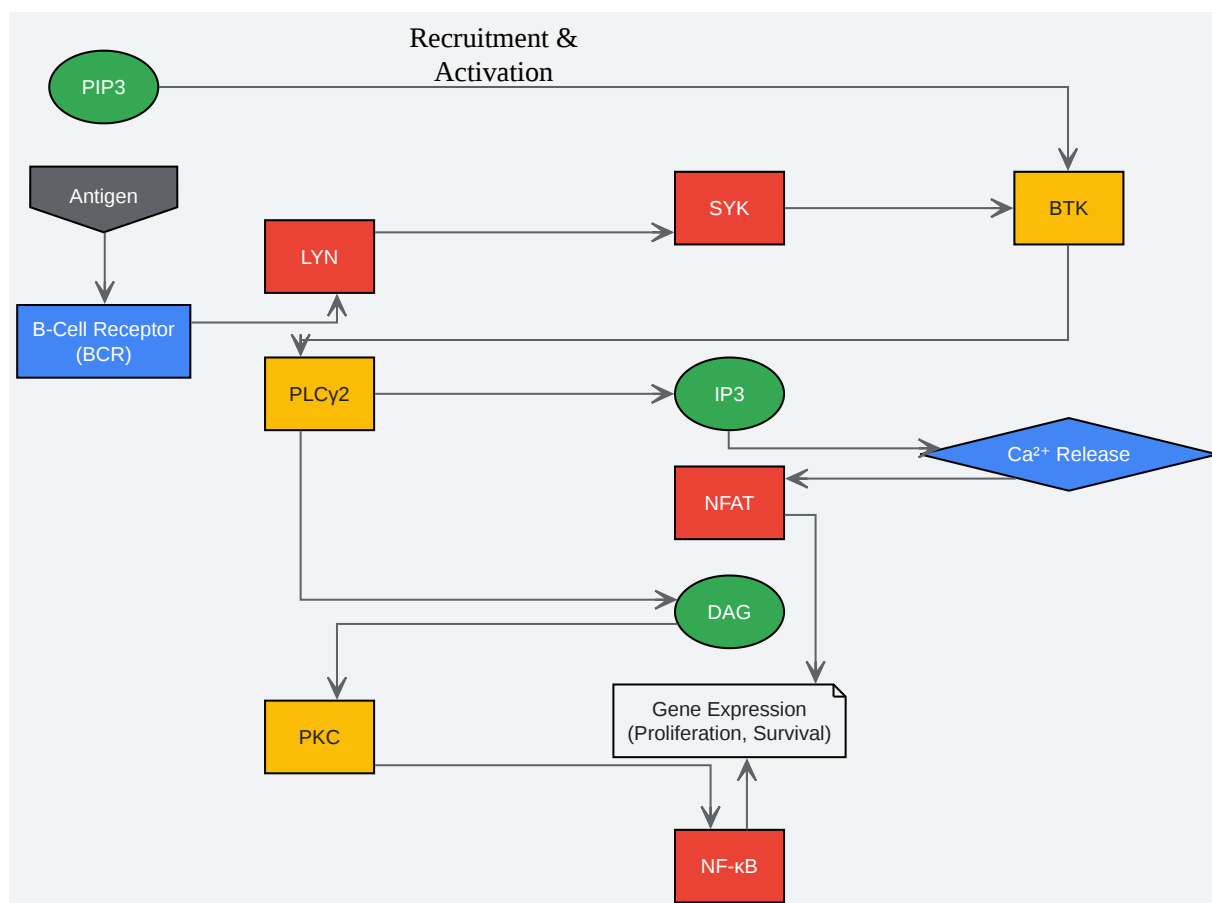 Recruitment &
Activation
PIP3
Antigen
SYK
BTK
LYN
B-Cell Receptor
(BCR)
PLCγ2
IP3
Ca²⁺ Release
NFAT
DAG
Gene Expression
(Proliferation, Survival)
PKC
NF-κB